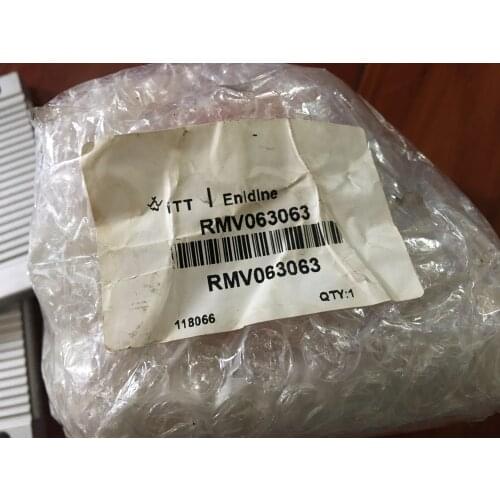 ITT | Enidine
RMV063063
RMV063063
QTY:1
118066